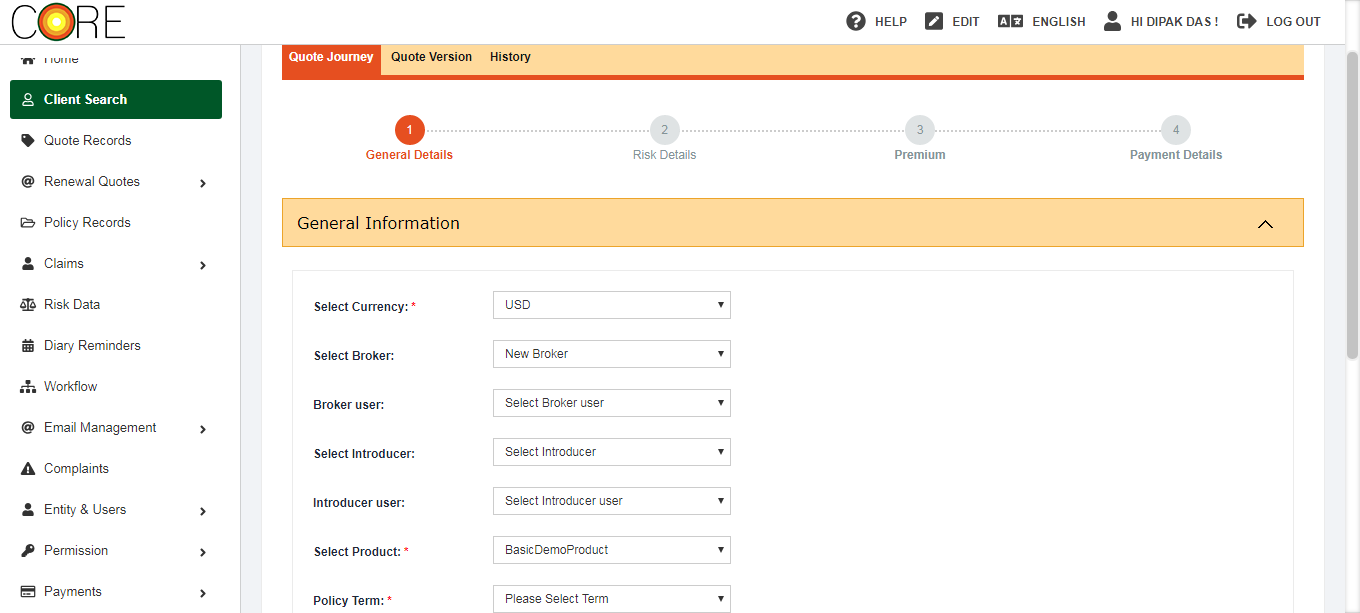 CORE
HELP
EDIT
ENGLISH
HI DIPAK DAS !
LOG OUT
Home
Client Search
Quote Records
Renewal Quotes
Policy Records
Claims
Risk Data
Diary Reminders
Workflow
Email Management
Complaints
Entity & Users
Permission
Payments
Quote Journey Quote Version History
1 2 3 4
General Details Risk Details Premium Payment Details
General Information
Select Currency: * USD
Select Broker: New Broker
Broker user: Select Broker user
Select Introducer: Select Introducer
Introducer user: Select Introducer user
Select Product: * BasicDemoProduct
Policy Term: * Please Select Term